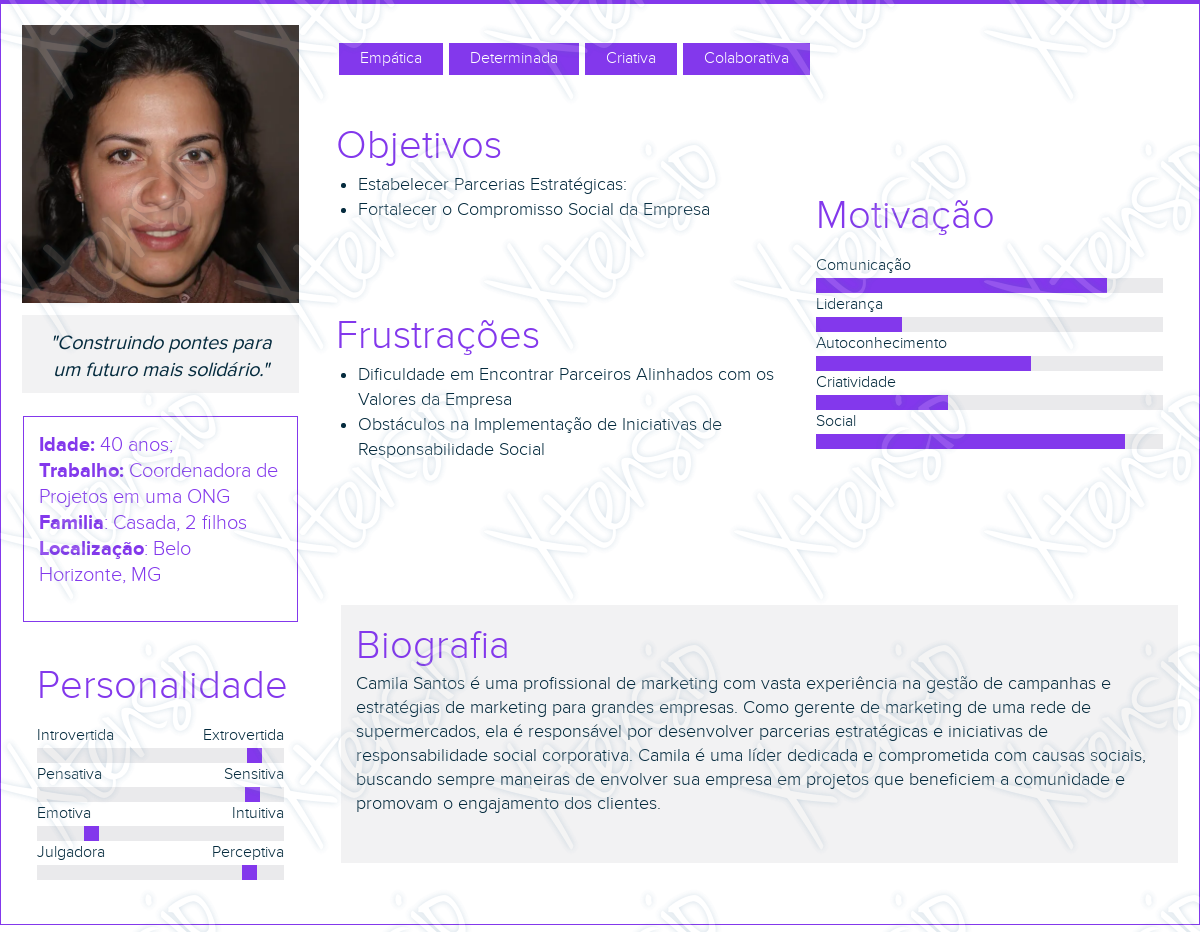 Empática
Determinada
Criativa
Colaborativa
"Construindo pontes para
um futuro mais solidário."
Idade: 40 anos;
Trabalho: Coordenadora de
Projetos em uma ONG
Familia: Casada, 2 filhos
Localização: Belo
Horizonte, MG
Personalidade
Introvertida Extrovertida
Pensativa Sensitiva
Emotiva Intuitiva
Julgadora Perceptiva
Objetivos
Estabelecer Parcerias Estratégicas:
Fortalecer o Compromisso Social da Empresa
Frustrações
Dificuldade em Encontrar Parceiros Alinhados com os
Valores da Empresa
Obstáculos na Implementação de Iniciativas de
Responsabilidade Social
Motivação
Comunicação
Liderança
Autoconhecimento
Criatividade
Social
Biografia
Camila Santos é uma profissional de marketing com vasta experiência na gestão de campanhas e
estratégias de marketing para grandes empresas. Como gerente de marketing de uma rede de
supermercados, ela é responsável por desenvolver parcerias estratégicas e iniciativas de
responsabilidade social corporativa. Camila é uma líder dedicada e comprometida com causas sociais,
buscando sempre maneiras de envolver sua empresa em projetos que beneficiem a comunidade e
promovam o engajamento dos clientes.
Xtensio